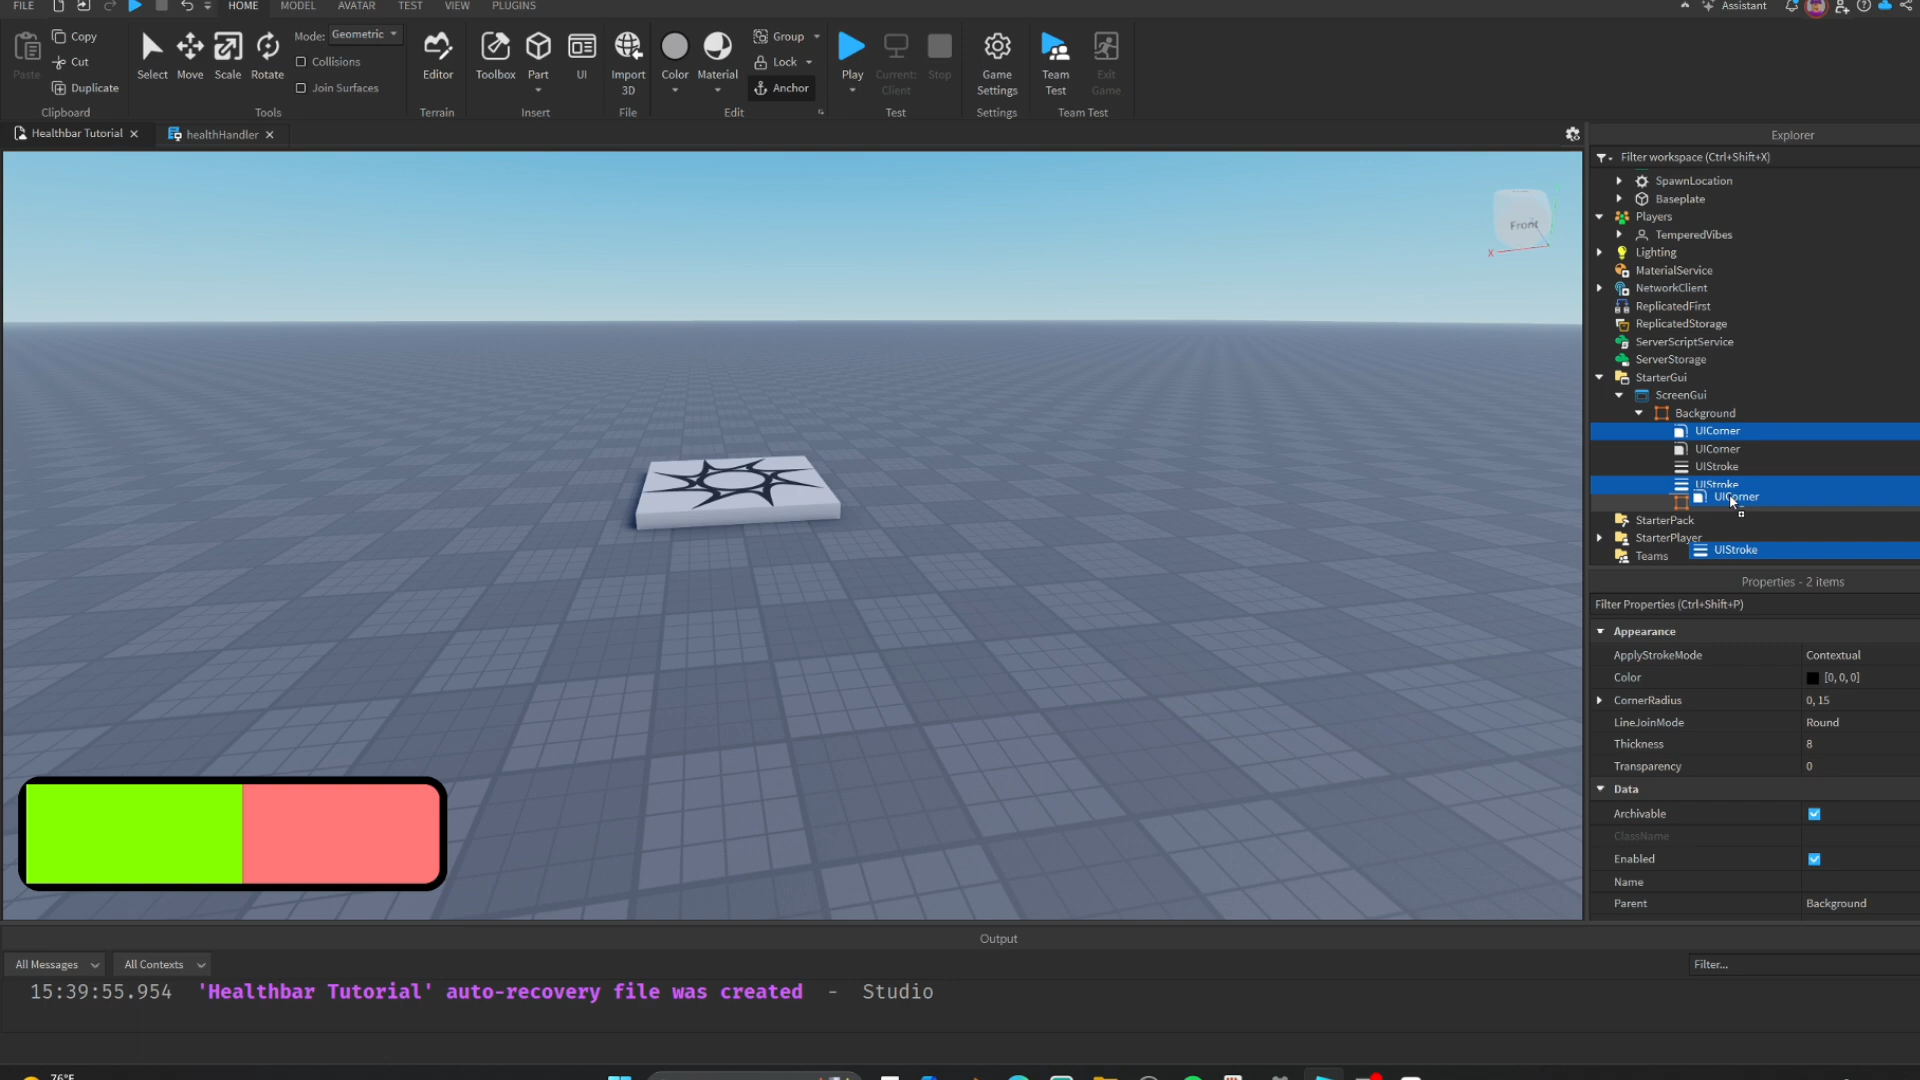 FILE HOME MODEL AVATAR TEST VIEW PLUGINS Assistant
Copy
Cut
Duplicate
Paste
Clipboard
Select Move Scale Rotate
Mode: Geometric
Collisions
Join Surfaces
Tools
Editor
Terrain
Toolbox Part UI
Insert
Import
3D
File
Color Material
Group
Lock
Anchor
Edit
Play Current: Client Stop
Test
Game
Settings
Settings
Team
Test
Exit
Game
Team Test
Healthbar Tutorial healthHandler
Front
X
Explorer
Filter workspace (Ctrl+Shift+X)
SpawnLocation
Baseplate
Players
TemperedVibes
Lighting
MaterialService
NetworkClient
ReplicatedFirst
ReplicatedStorage
ServerScriptService
ServerStorage
StarterGui
ScreenGui
Background
UICorner
UICorner
UIStroke
UIStroke
UICorner
StarterPack
StarterPlayer
UIStroke
Teams
Properties - 2 items
Filter Properties (Ctrl+Shift+P)
Appearance
ApplyStrokeMode Contextual
Color [0, 0, 0]
CornerRadius 0, 15
LineJoinMode Round
Thickness 8
Transparency 0
Data
Archivable
ClassName
Enabled
Name
Parent Background
Output
All Messages All Contexts Filter...
15:39:55.954 'Healthbar Tutorial' auto-recovery file was created - Studio
76°F